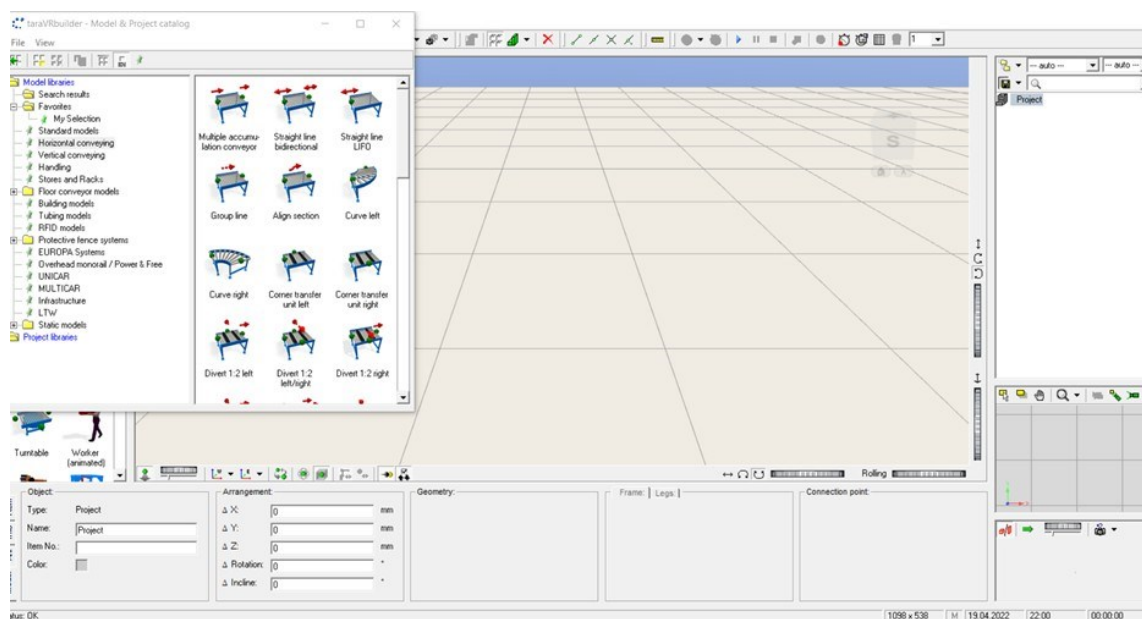 taraVRbuilder - Model & Project catalog
File View
1
-- auto --
-- auto --
Model libraries
Search results
Favorites
My Selection
Standard models
Horizontal conveying
Vertical conveying
Handling
Stores and Racks
Floor conveyor models
Building models
Tubing models
RFID models
Protective fence systems
EUROPA Systems
Overhead monorail / Power & Free
UNICAR
MULTICAR
Infrastructure
LTW
Static models
Project libraries
Multiple accumu-
lation conveyor
Straight line
bidirectional
Straight line
LIFO
Group line
Align section
Curve left
Curve right
Corner transfer
unit left
Corner transfer
unit right
Divert 1:2 left
Divert 1:2
left/right
Divert 1:2 right
S
Project
Turntable
Worker
(animated)
Rolling
Object:
Type: Project
Name: Project
Item No.:
Color:
Arrangement:
Δ X: 0 mm
Δ Y: 0 mm
Δ Z: 0 mm
Δ Rotation: 0 °
Δ Incline: 0 °
Geometry:
Frame: Legs:
Connection point:
atus: OK
1098 x 538 M 19.04.2022 22:00 00:00:00